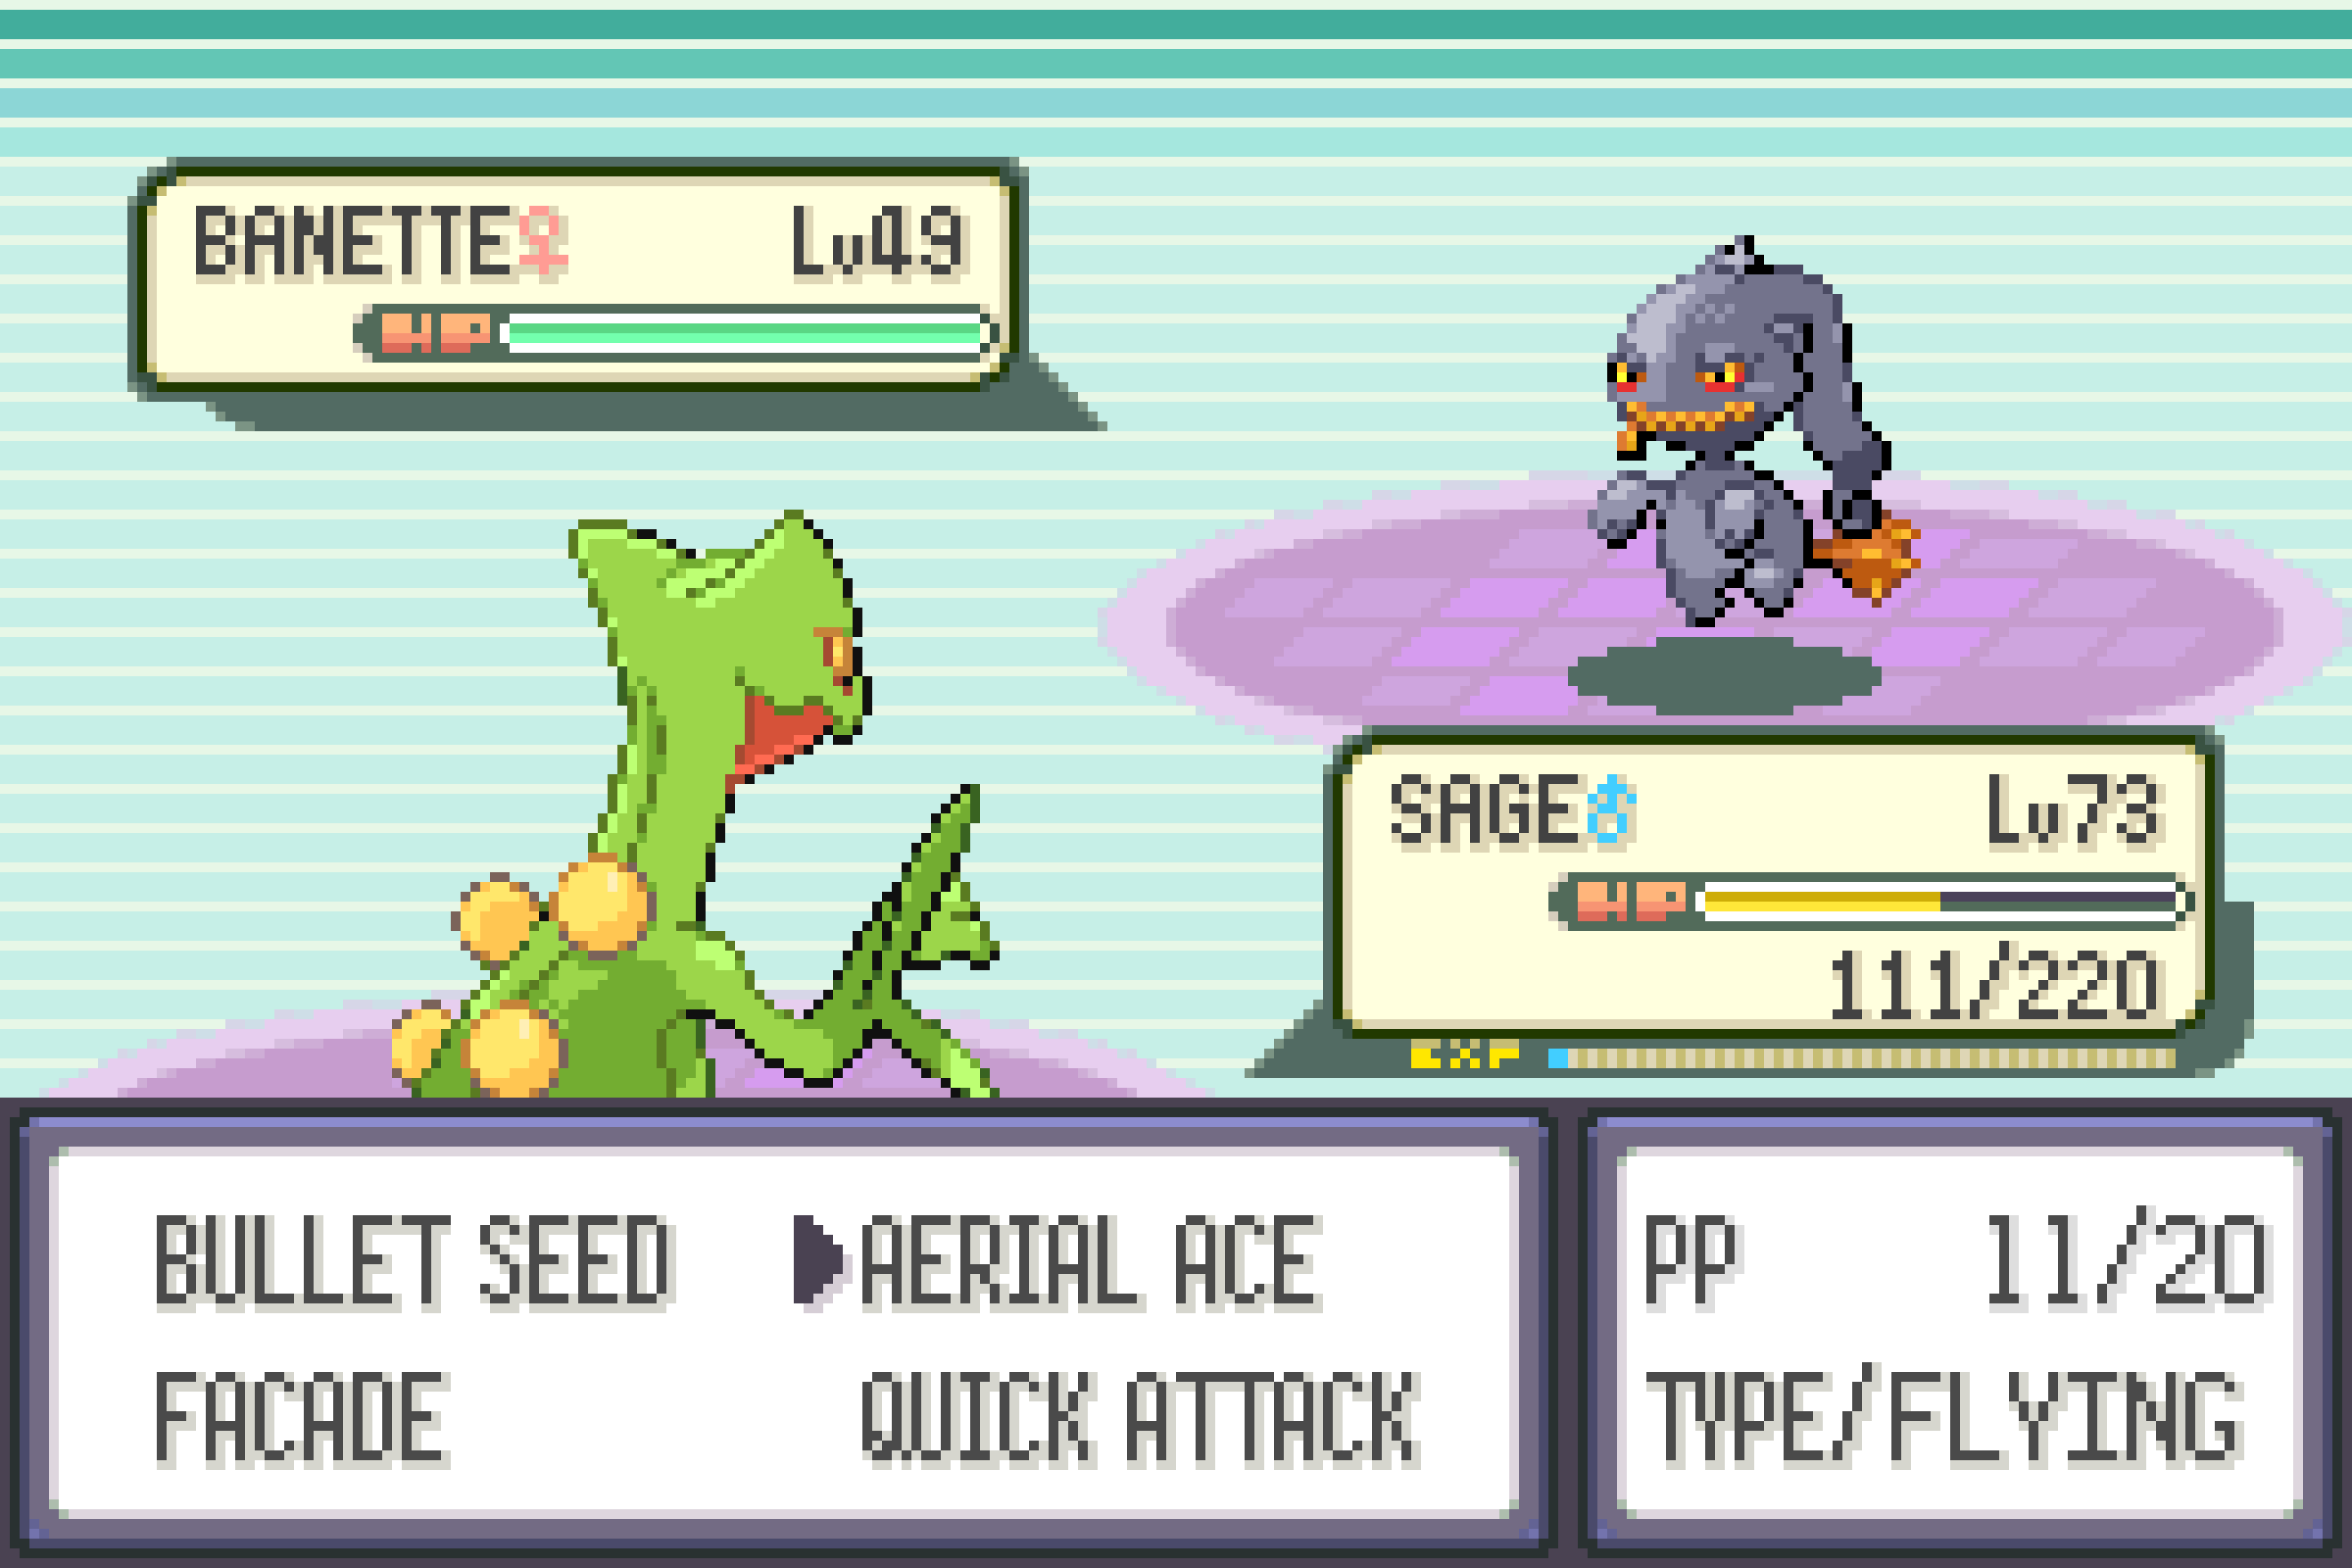 BANETTE♀ Lv49
HP
SAGE♂ Lv73
HP
111/220
EXP
BULLET SEED AERIAL ACE
FACADE QUICK ATTACK
PP 11/20
TYPE/FLYING